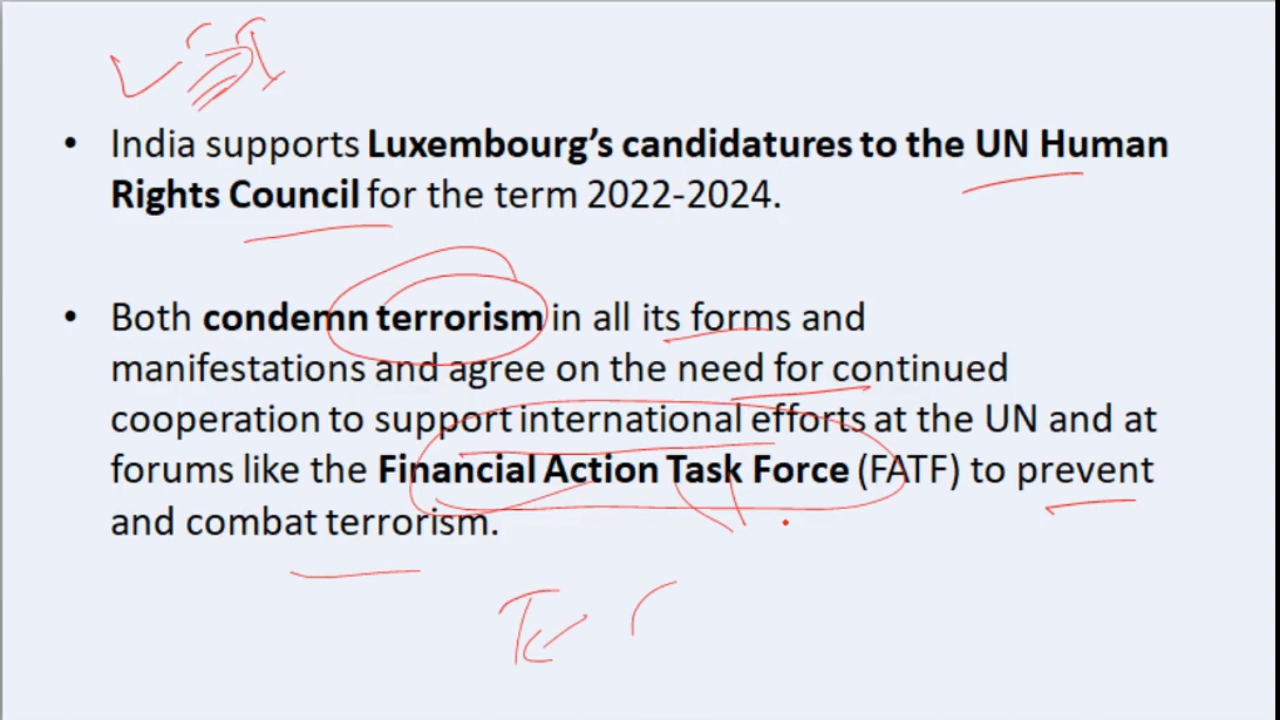 • India supports Luxembourg's candidatures to the UN Human
Rights Council for the term 2022-2024.
• Both condemn terrorism in all its forms and
manifestations and agree on the need for continued
cooperation to support international efforts at the UN and at
forums like the Financial Action Task Force (FATF) to prevent
and combat terrorism.